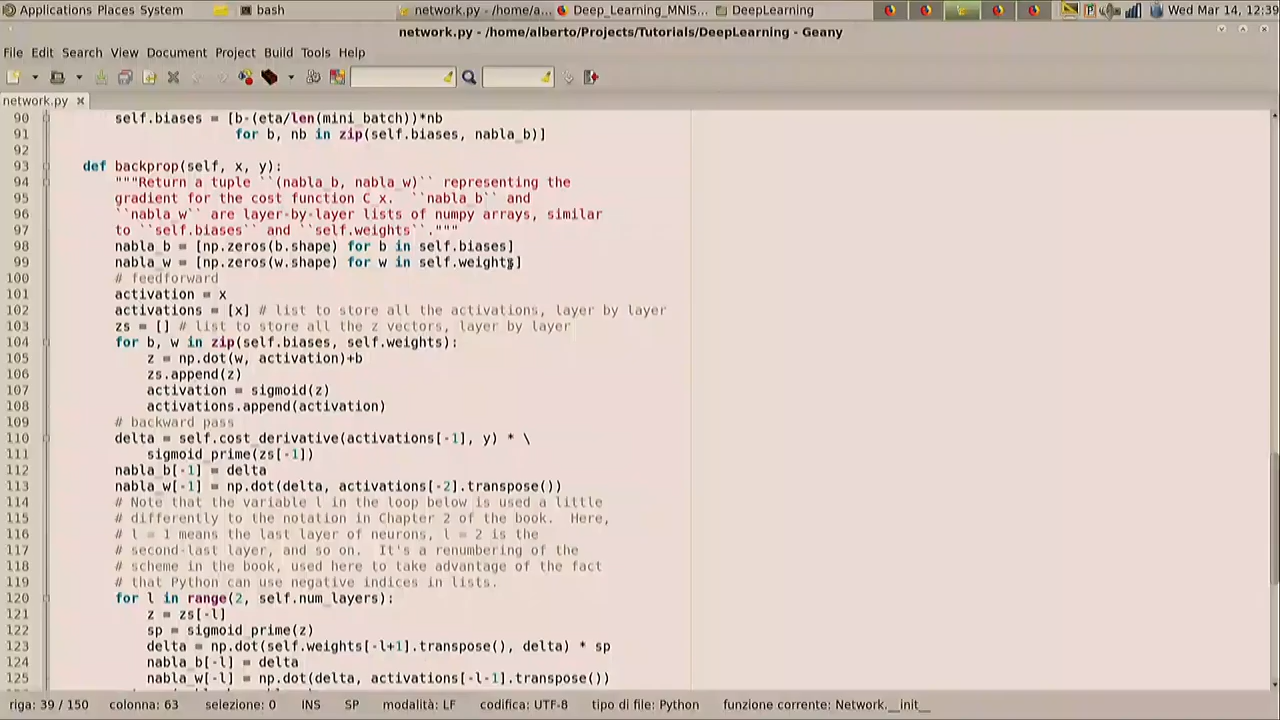 Applications Places System bash network.py - /home/a... Deep_Learning_MNIS... DeepLearning Wed Mar 14, 12:39
network.py - /home/alberto/Projects/Tutorials/DeepLearning - Geany
File Edit Search View Document Project Build Tools Help
network.py
90 self.biases = [b-(eta/len(mini_batch))*nb
91 for b, nb in zip(self.biases, nabla_b)]
92
93 def backprop(self, x, y):
94 """Return a tuple ``(nabla_b, nabla_w)`` representing the
95 gradient for the cost function C_x. ``nabla_b`` and
96 ``nabla_w`` are layer-by-layer lists of numpy arrays, similar
97 to ``self.biases`` and ``self.weights``."""
98 nabla_b = [np.zeros(b.shape) for b in self.biases]
99 nabla_w = [np.zeros(w.shape) for w in self.weights]
100 # feedforward
101 activation = x
102 activations = [x] # list to store all the activations, layer by layer
103 zs = [] # list to store all the z vectors, layer by layer
104 for b, w in zip(self.biases, self.weights):
105 z = np.dot(w, activation)+b
106 zs.append(z)
107 activation = sigmoid(z)
108 activations.append(activation)
109 # backward pass
110 delta = self.cost_derivative(activations[-1], y) * \
111 sigmoid_prime(zs[-1])
112 nabla_b[-1] = delta
113 nabla_w[-1] = np.dot(delta, activations[-2].transpose())
114 # Note that the variable l in the loop below is used a little
115 # differently to the notation in Chapter 2 of the book. Here,
116 # l = 1 means the last layer of neurons, l = 2 is the
117 # second-last layer, and so on. It's a renumbering of the
118 # scheme in the book, used here to take advantage of the fact
119 # that Python can use negative indices in lists.
120 for l in range(2, self.num_layers):
121 z = zs[-l]
122 sp = sigmoid_prime(z)
123 delta = np.dot(self.weights[-l+1].transpose(), delta) * sp
124 nabla_b[-l] = delta
125 nabla_w[-l] = np.dot(delta, activations[-l-1].transpose())
riga: 39 / 150 colonna: 63 selezione: 0 INS SP modalità: LF codifica: UTF-8 tipo di file: Python funzione corrente: Network.__init__